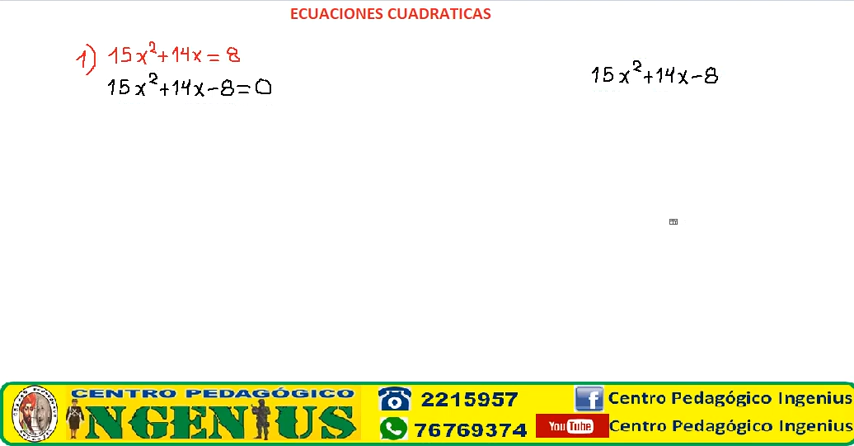 ECUACIONES CUADRATICAS
1) 15x²+14x=8
15x²+14x-8=0
15x²+14x-8
CENTRO PEDAGÓGICO
INGENIUS
2215957
76769374
f Centro Pedagógico Ingenius
YouTube Centro Pedagógico Ingenius